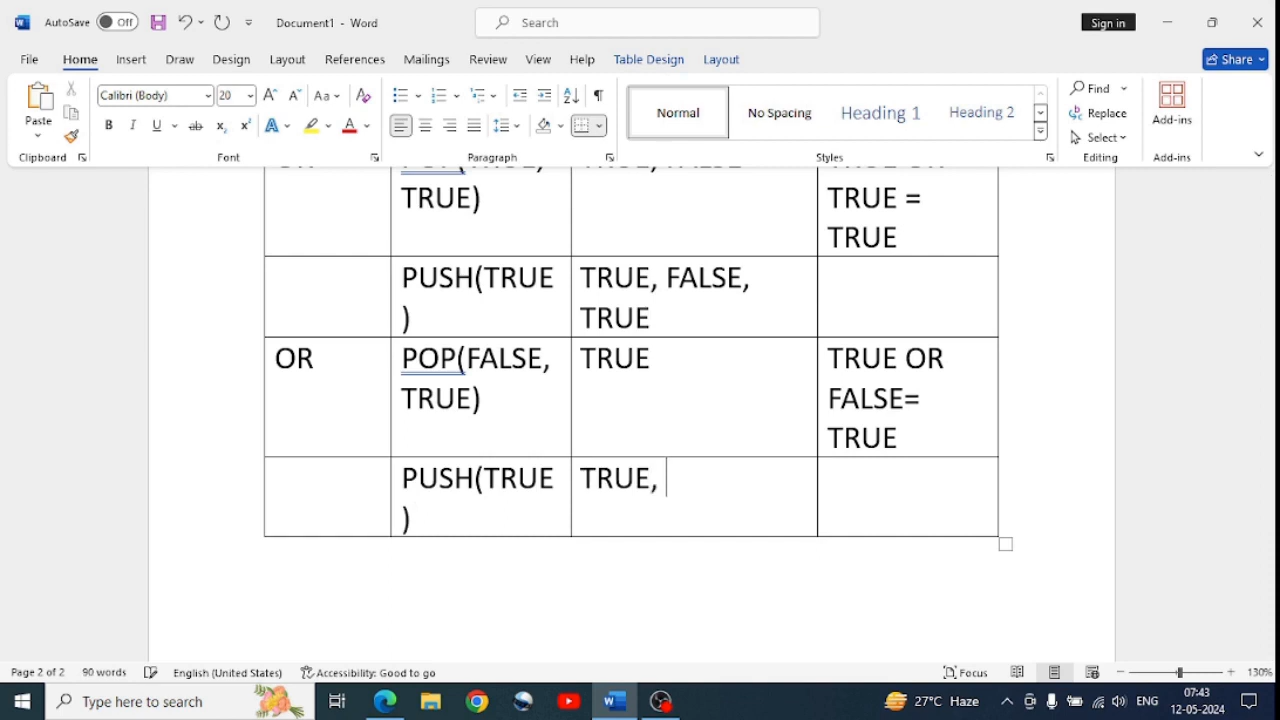 AutoSave Off Document1 - Word Search Sign in
File Home Insert Draw Design Layout References Mailings Review View Help Table Design Layout Share
Paste Calibri (Body) 20 Aa Normal No Spacing Heading 1 Heading 2 Find Replace Select Add-ins
Clipboard Font Paragraph Styles Editing Add-ins
TRUE)
TRUE =
TRUE
PUSH(TRUE
)
TRUE, FALSE,
TRUE
OR
POP(FALSE,
TRUE)
TRUE
TRUE OR
FALSE=
TRUE
PUSH(TRUE
)
TRUE,
Page 2 of 2 90 words English (United States) Accessibility: Good to go Focus 130%
Type here to search 27°C Haze ENG 07:43
12-05-2024